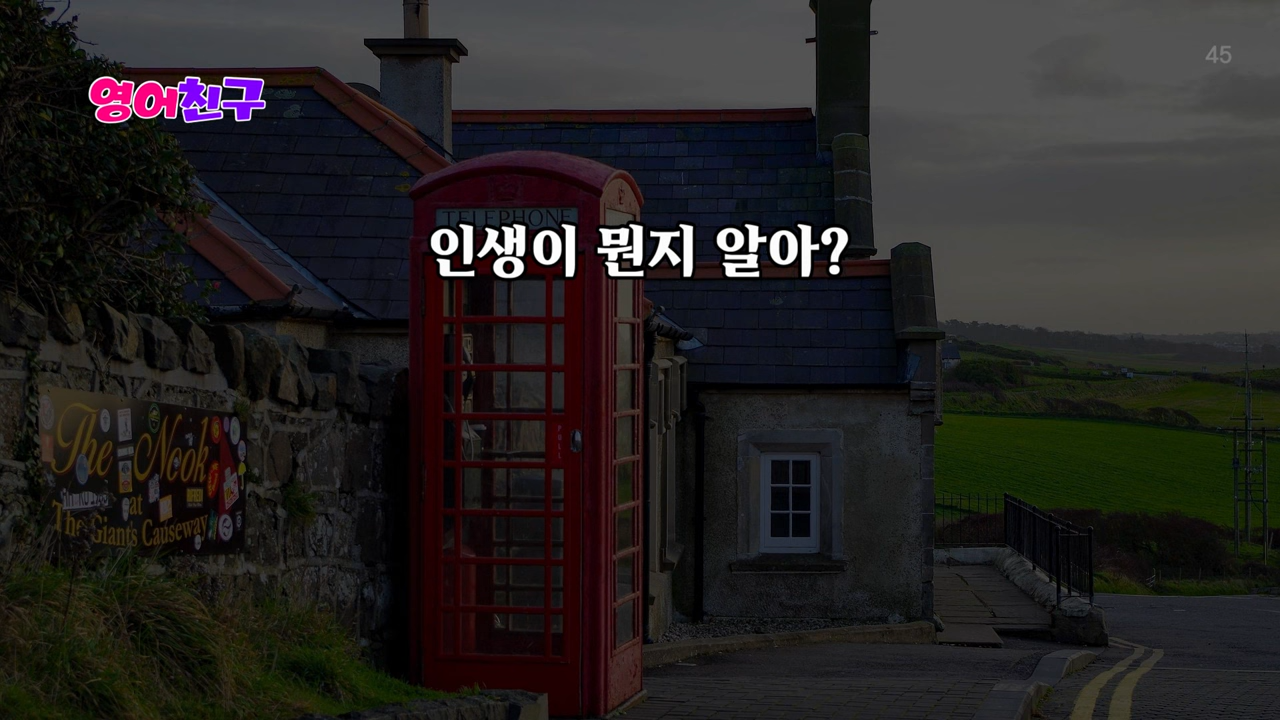 45
영어친구
TELEPHONE
인생이 뭔지 알아?
PULL
The Nook
at
The Giants Causeway